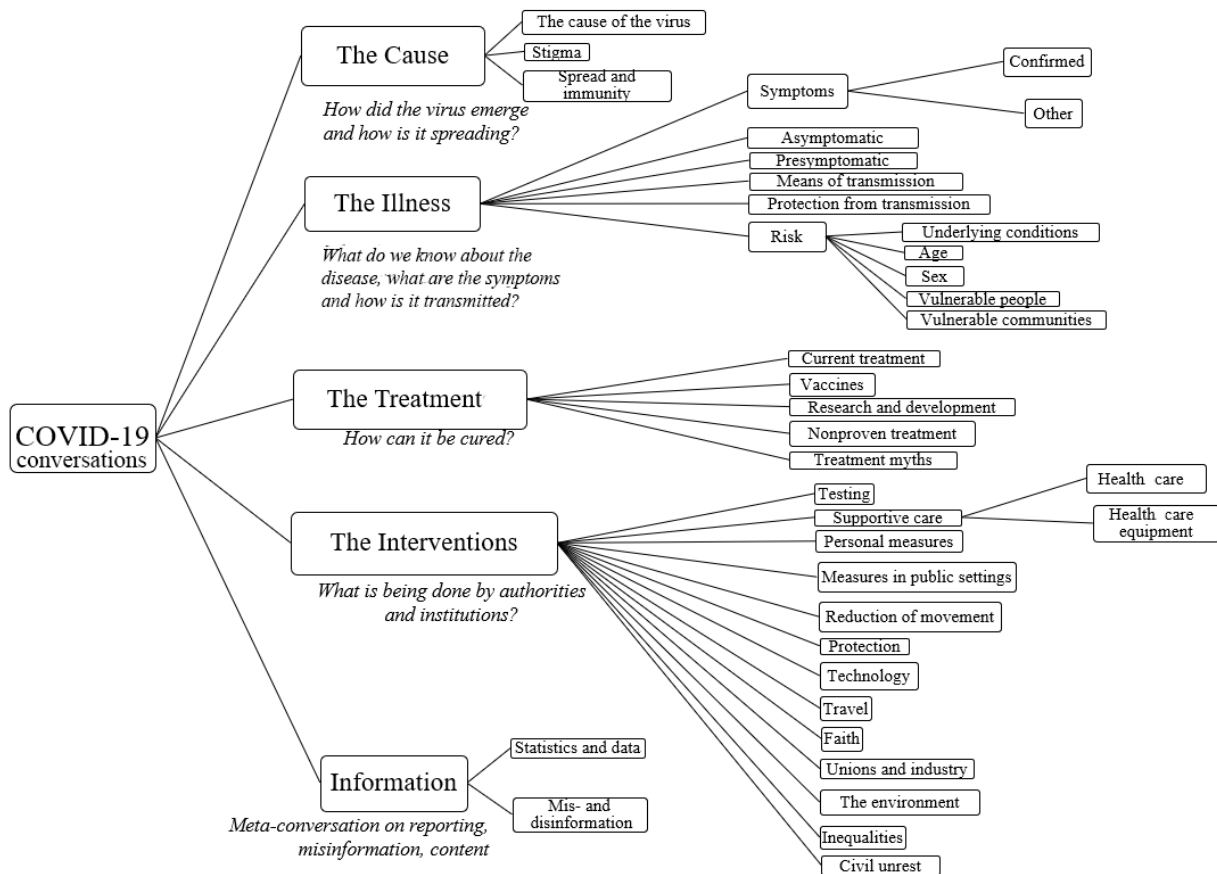 COVID-19
conversations
The Cause
How did the virus emerge
and how is it spreading?
The cause of the virus
Stigma
Spread and
immunity
The Illness
What do we know about the
disease, what are the symptoms
and how is it transmitted?
Symptoms
Confirmed
Other
Asymptomatic
Presymptomatic
Means of transmission
Protection from transmission
Risk
Underlying conditions
Age
Sex
Vulnerable people
Vulnerable communities
The Treatment
How can it be cured?
Current treatment
Vaccines
Research and development
Nonproven treatment
Treatment myths
The Interventions
What is being done by authorities
and institutions?
Testing
Supportive care
Health care
Health care
equipment
Personal measures
Measures in public settings
Reduction of movement
Protection
Technology
Travel
Faith
Unions and industry
The environment
Inequalities
Civil unrest
Information
Meta-conversation on reporting,
misinformation, content
Statistics and data
Mis- and
disinformation